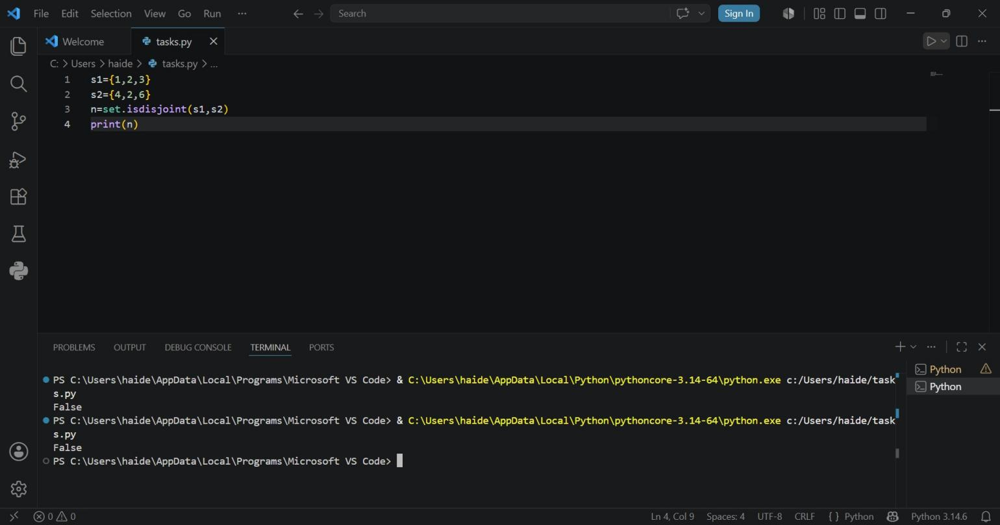 File Edit Selection View Go Run ··· Search Sign In
Welcome tasks.py
C: > Users > haide > tasks.py > ...
1 s1={1,2,3}
2 s2={4,2,6}
3 n=set.isdisjoint(s1,s2)
4 print(n)
PROBLEMS OUTPUT DEBUG CONSOLE TERMINAL PORTS
PS C:\Users\haide\AppData\Local\Programs\Microsoft VS Code> & C:\Users\haide\AppData\Local\Python\pythoncore-3.14-64\python.exe c:/Users/haide/task
s.py
False
PS C:\Users\haide\AppData\Local\Programs\Microsoft VS Code> & C:\Users\haide\AppData\Local\Python\pythoncore-3.14-64\python.exe c:/Users/haide/task
s.py
False
PS C:\Users\haide\AppData\Local\Programs\Microsoft VS Code>
Python
Python
0 0 Ln 4, Col 9 Spaces: 4 UTF-8 CRLF { } Python Python 3.14.6